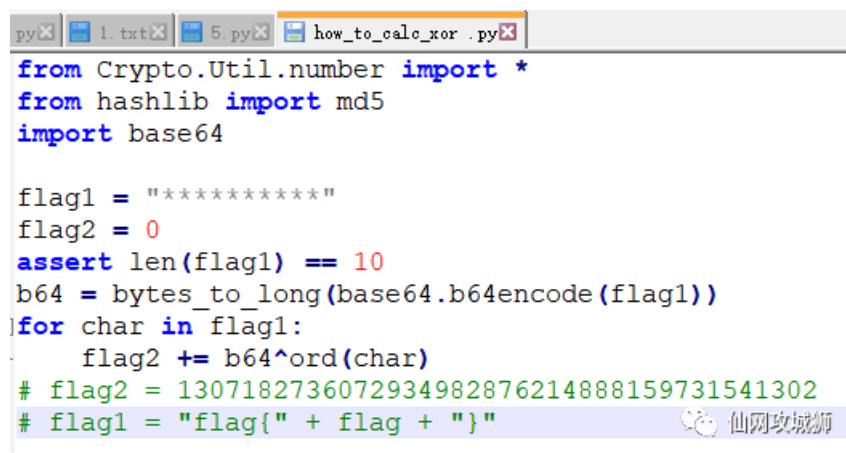 py 1.txt 5.py how_to_calc_xor .py
from Crypto.Util.number import *
from hashlib import md5
import base64
flag1 = "**********"
flag2 = 0
assert len(flag1) == 10
b64 = bytes_to_long(base64.b64encode(flag1))
for char in flag1:
    flag2 += b64^ord(char)
# flag2 = 1307182736072934982876214888159731541302
# flag1 = "flag{" + flag + "}"
仙网攻城狮